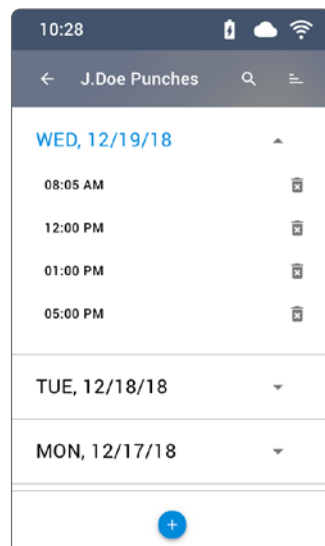 10:28
J.Doe Punches
WED, 12/19/18
08:05 AM
12:00 PM
01:00 PM
05:00 PM
TUE, 12/18/18
MON, 12/17/18